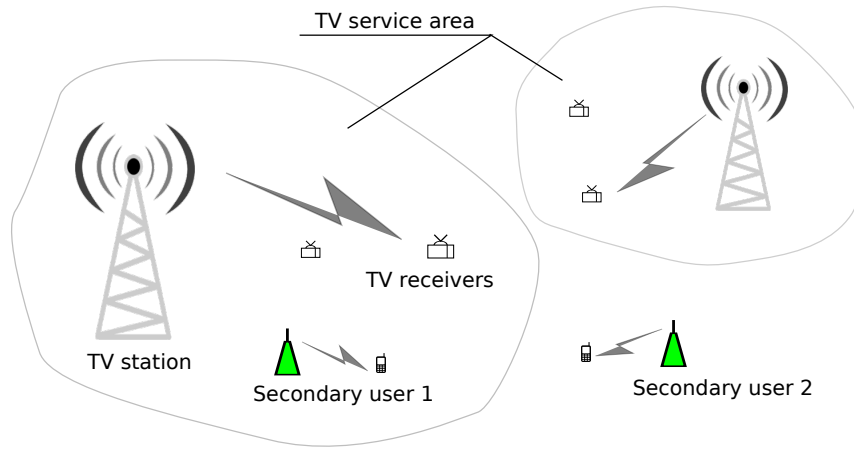 TV service area
TV receivers
TV station
Secondary user 1
Secondary user 2